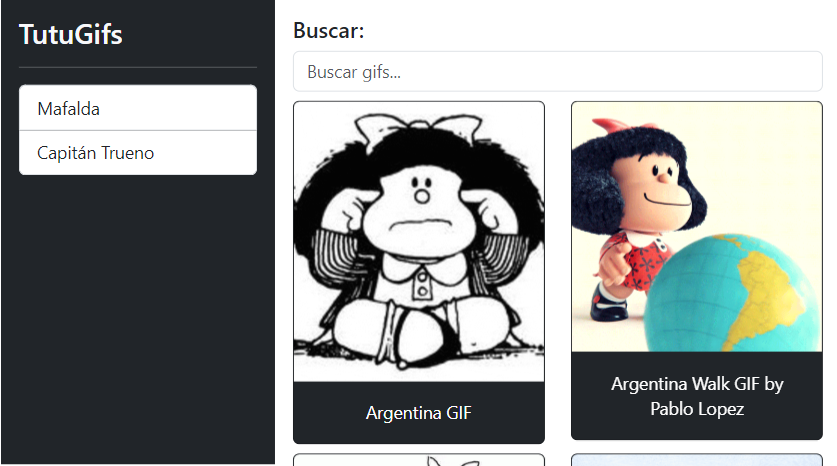 TutuGifs
Mafalda
Capitán Trueno
Buscar:
Buscar gifs...
Argentina GIF
Argentina Walk GIF by
Pablo Lopez